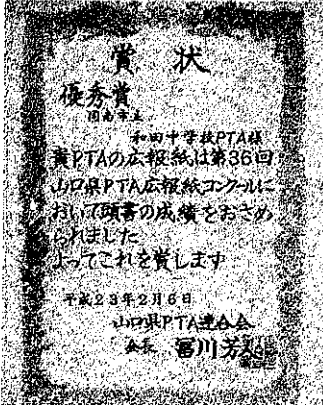 賞状
優秀賞
周南市立
和田中学校PTA様
貴PTAの広報紙は第36回
山口県PTA広報紙コンクールに
おいて頭書の成績をおさめ
られました
よってこれを賞します
平成23年2月6日
山口県PTA連合会
会長 冨川芳